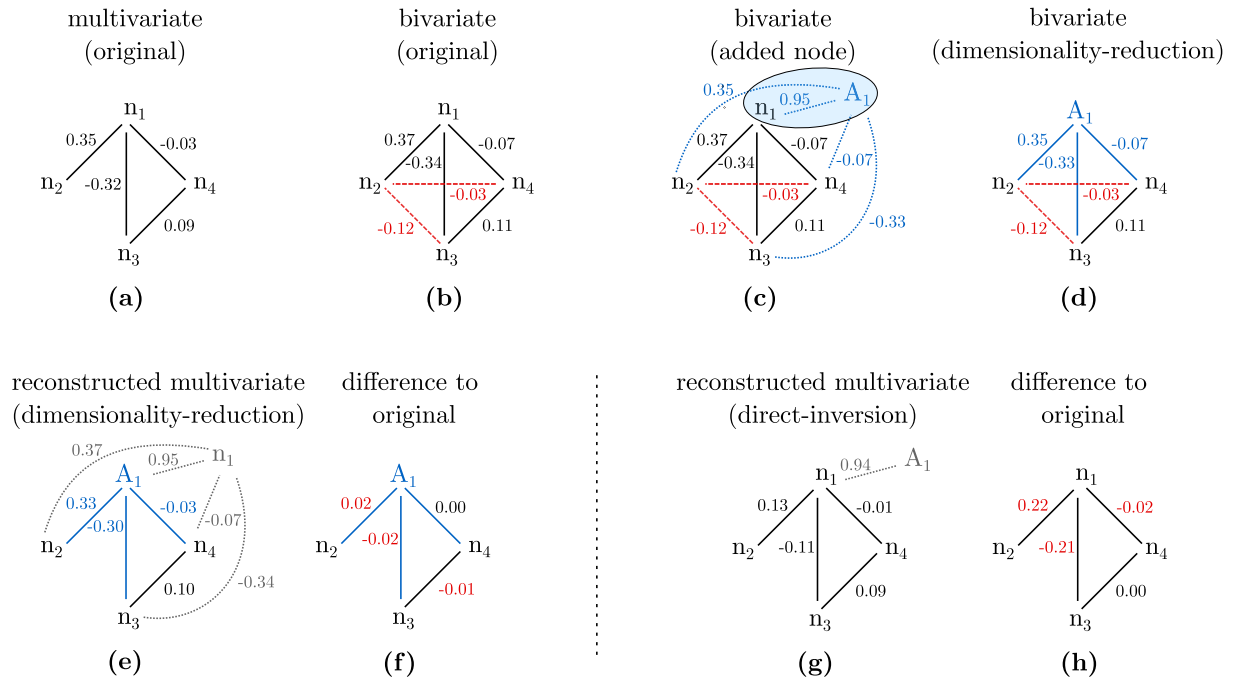 multivariate
(original)
n1
0.35
-0.03
-0.32
n2
n4
0.09
n3
(a)
bivariate
(original)
n1
0.37
-0.07
-0.34
n2
n4
-0.03
-0.12
0.11
n3
(b)
bivariate
(added node)
0.35
0.95
A1
n1
0.37
-0.07
-0.34
-0.07
n2
n4
-0.03
-0.12
0.11
-0.33
n3
(c)
bivariate
(dimensionality-reduction)
A1
0.35
-0.07
-0.33
n2
n4
-0.03
-0.12
0.11
n3
(d)
reconstructed multivariate
(dimensionality-reduction)
0.37
0.95
n1
A1
0.33
-0.03
-0.30
-0.07
n2
n4
0.10
-0.34
n3
(e)
difference to
original
A1
0.02
0.00
-0.02
n2
n4
-0.01
n3
(f)
reconstructed multivariate
(direct-inversion)
n1
0.94
A1
0.13
-0.01
-0.11
n2
n4
0.09
n3
(g)
difference to
original
n1
0.22
-0.02
-0.21
n2
n4
0.00
n3
(h)